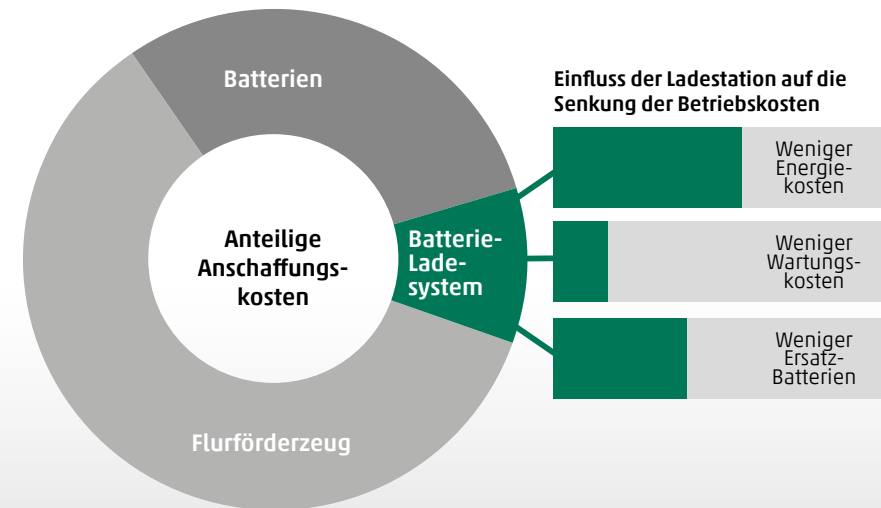 Batterien
Anteilige
Anschaffungs-
kosten
Batterie-
Lade-
system
Flurförderzeug
Einfluss der Ladestation auf die
Senkung der Betriebskosten
Weniger
Energie-
kosten
Weniger
Wartungs-
kosten
Weniger
Ersatz-
Batterien